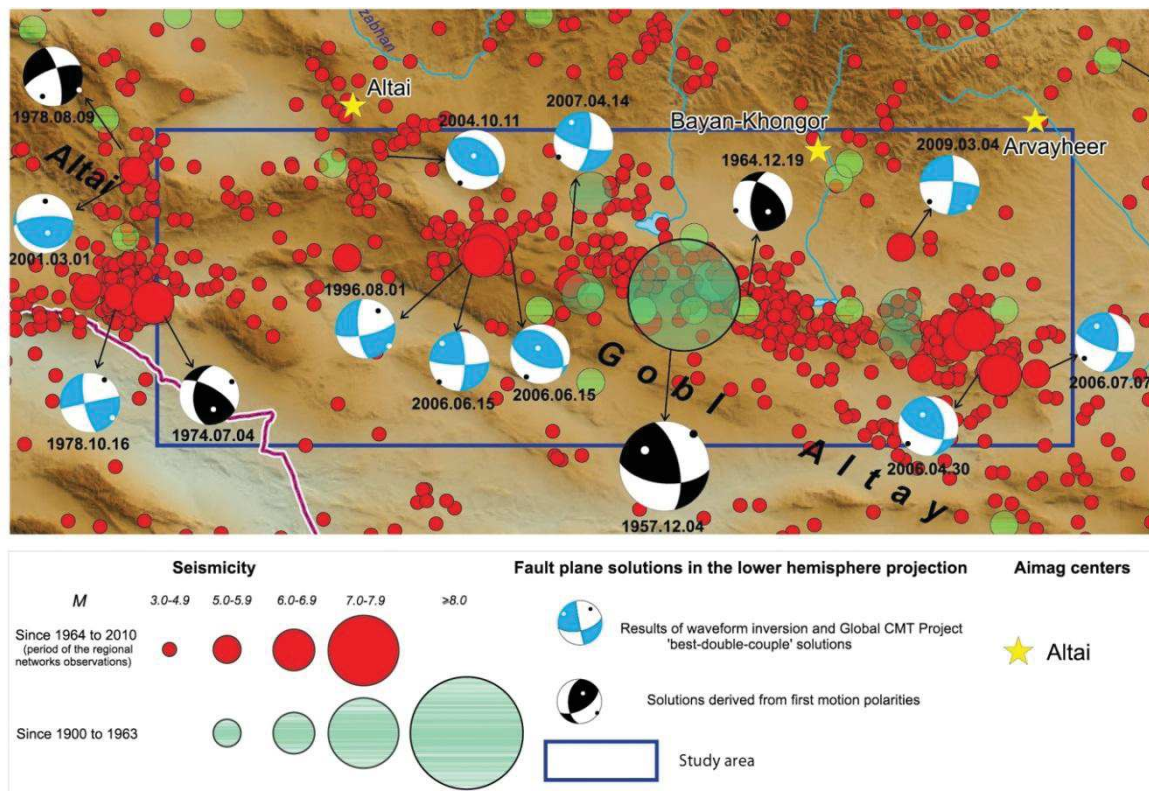 zabhan
Altai
1978.08.09
2007.04.14
2004.10.11
Bayan-Khongor
2009.03.04
Arvayheer
1964.12.19
Altai
2001.03.01
1996.08.01
Gobi
2006.06.15
2006.06.15
2006.07.07
1978.10.16
1974.07.04
Altay
2006.04.30
1957.12.04
Seismicity
M
3.0-4.9
5.0-5.9
6.0-6.9
7.0-7.9
≥8.0
Since 1964 to 2010
(period of the regional
networks observations)
Since 1900 to 1963
Fault plane solutions in the lower hemisphere projection
Results of waveform inversion and Global CMT Project
'best-double-couple' solutions
Solutions derived from first motion polarities
Study area
Aimag centers
Altai